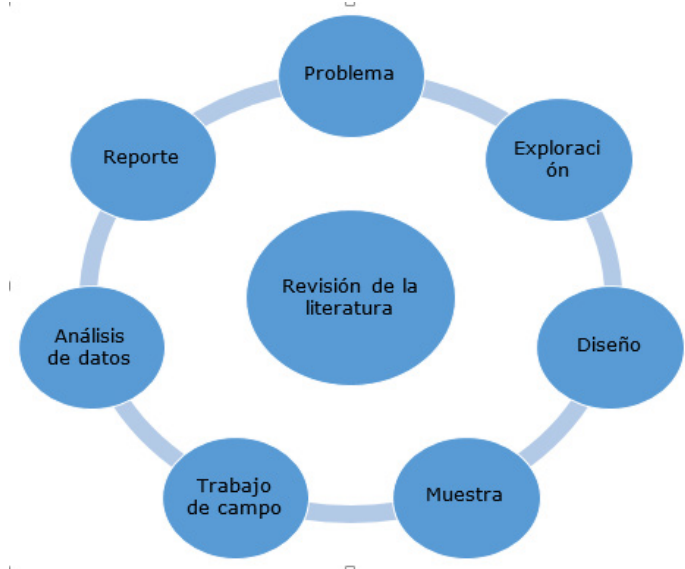 Problema
Exploraci
ón
Diseño
Muestra
Trabajo
de campo
Análisis
de datos
Reporte
Revisión de la
literatura